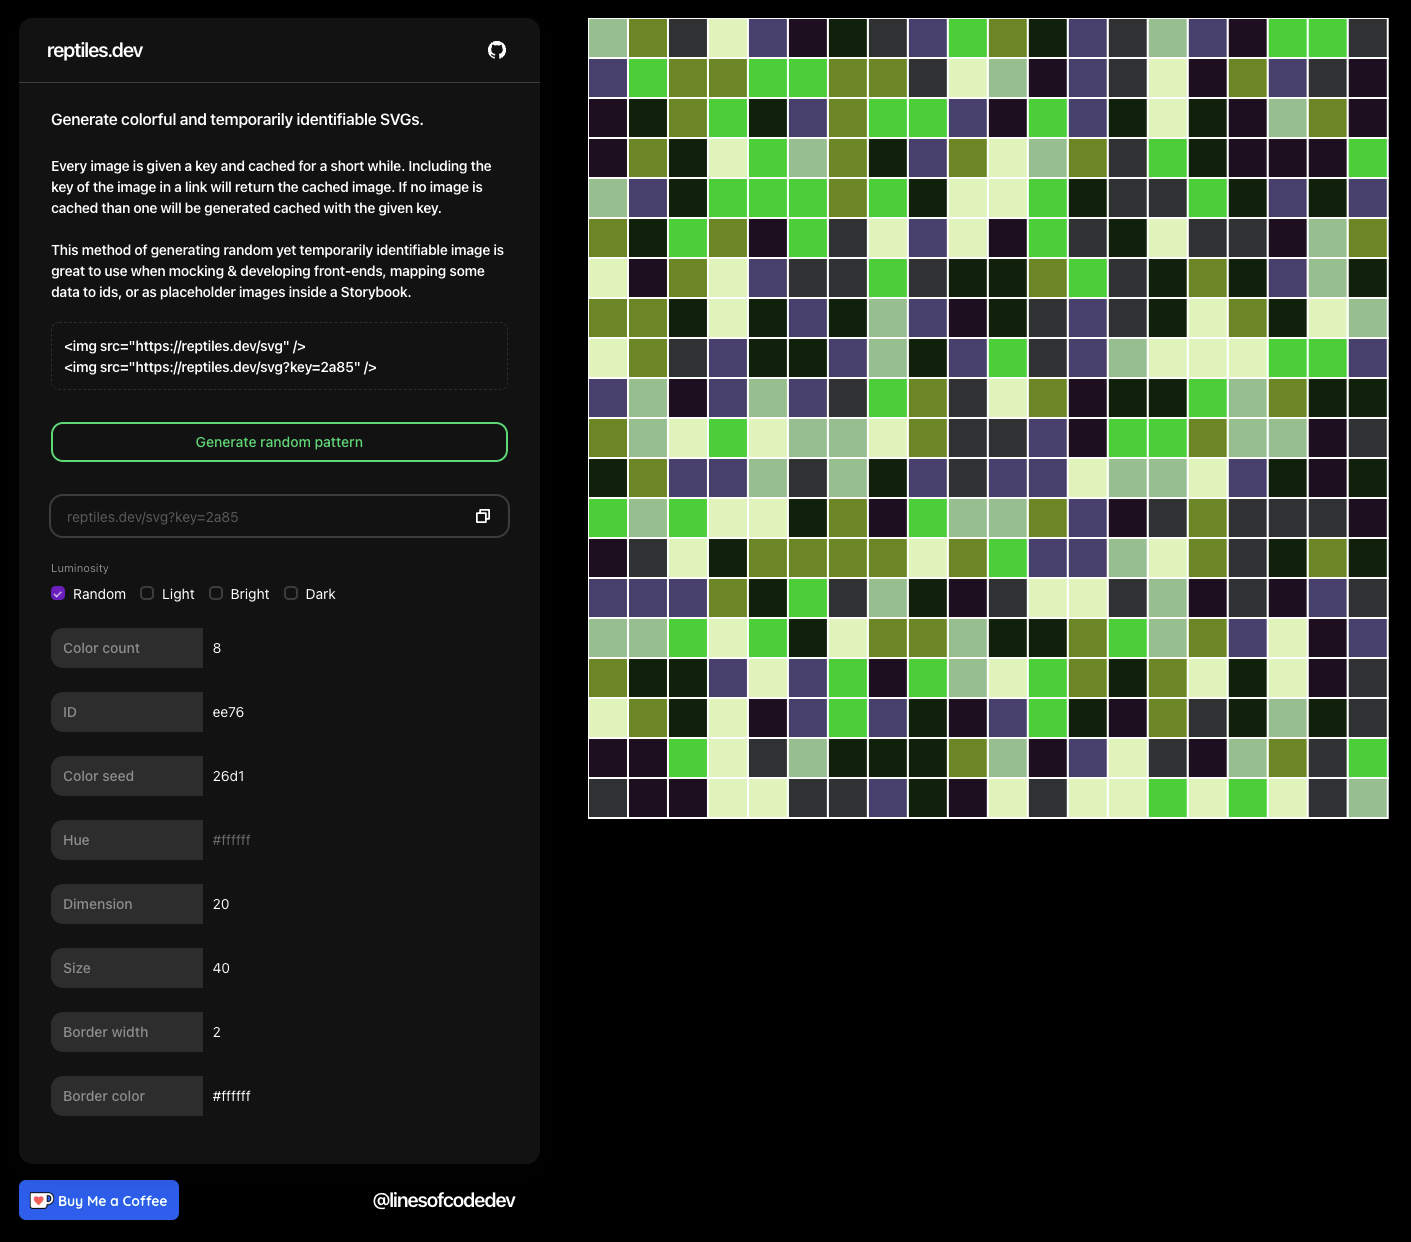 reptiles.dev
Generate colorful and temporarily identifiable SVGs.
Every image is given a key and cached for a short while. Including the
key of the image in a link will return the cached image. If no image is
cached than one will be generated cached with the given key.
This method of generating random yet temporarily identifiable image is
great to use when mocking & developing front-ends, mapping some
data to ids, or as placeholder images inside a Storybook.
<img src="https://reptiles.dev/svg" />
<img src="https://reptiles.dev/svg?key=2a85" />
Generate random pattern
reptiles.dev/svg?key=2a85
Luminosity
Random Light Bright Dark
Color count 8
ID ee76
Color seed 26d1
Hue #ffffff
Dimension 20
Size 40
Border width 2
Border color #ffffff
Buy Me a Coffee @linesofcodedev